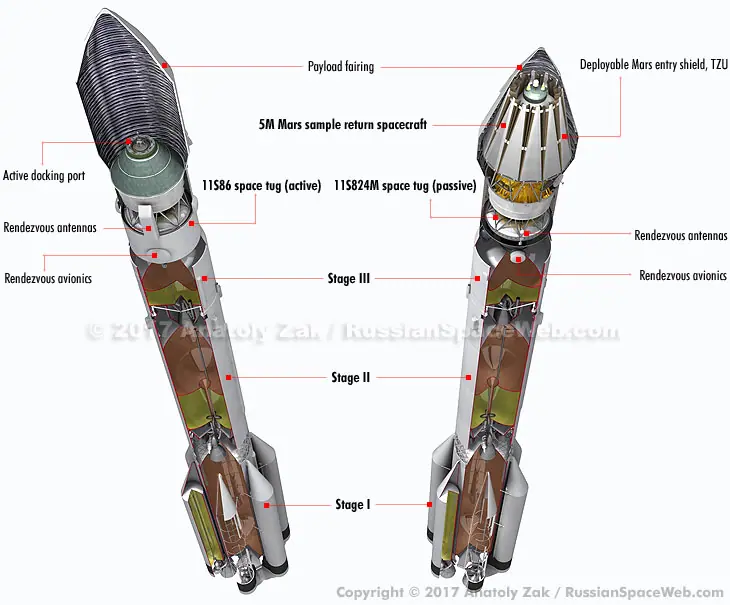 Payload fairing
Deployable Mars entry shield, TZU
5M Mars sample return spacecraft
Active docking port
11S86 space tug (active)
11S824M space tug (passive)
Rendezvous antennas
Rendezvous antennas
Rendezvous avionics
Stage III
Rendezvous avionics
© 2017 Anatoly Zak / RussianSpaceWeb.com
Stage II
Stage I
Copyright © 2017 Anatoly Zak / RussianSpaceWeb.com